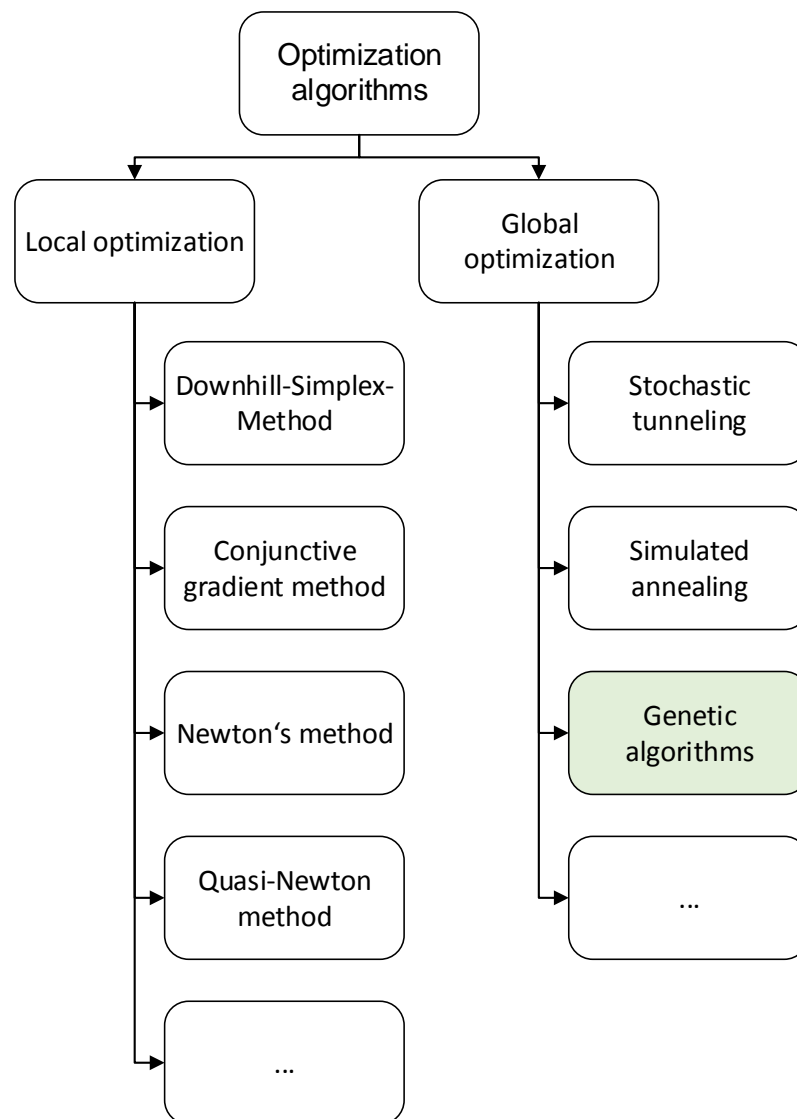 Optimization
algorithms
Local optimization
Global
optimization
Downhill-Simplex-
Method
Conjunctive
gradient method
Newton‘s method
Quasi-Newton
method
...
Stochastic
tunneling
Simulated
annealing
Genetic
algorithms
...